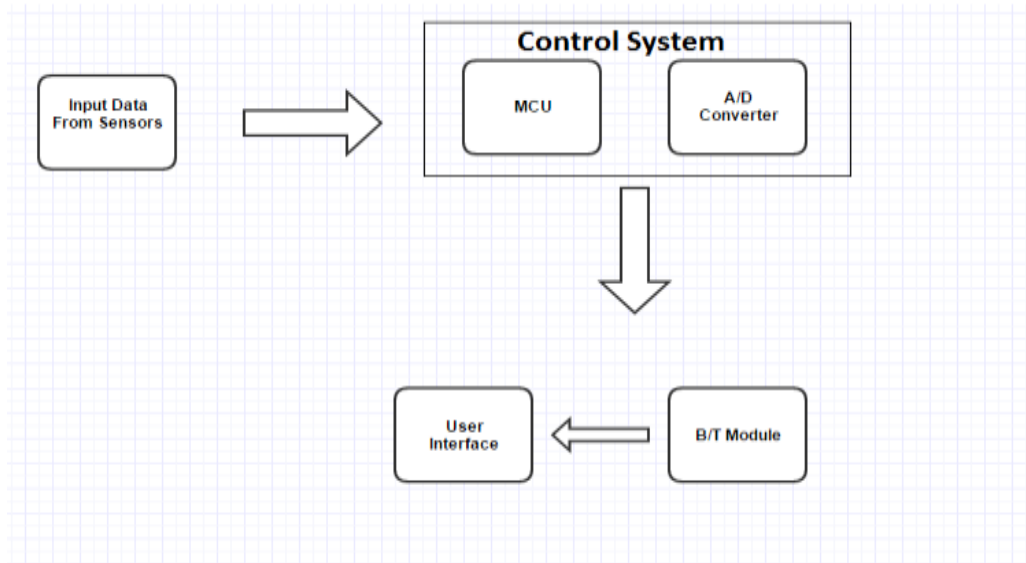 Control System
Input Data
From Sensors
MCU
A/D
Converter
User
Interface
B/T Module